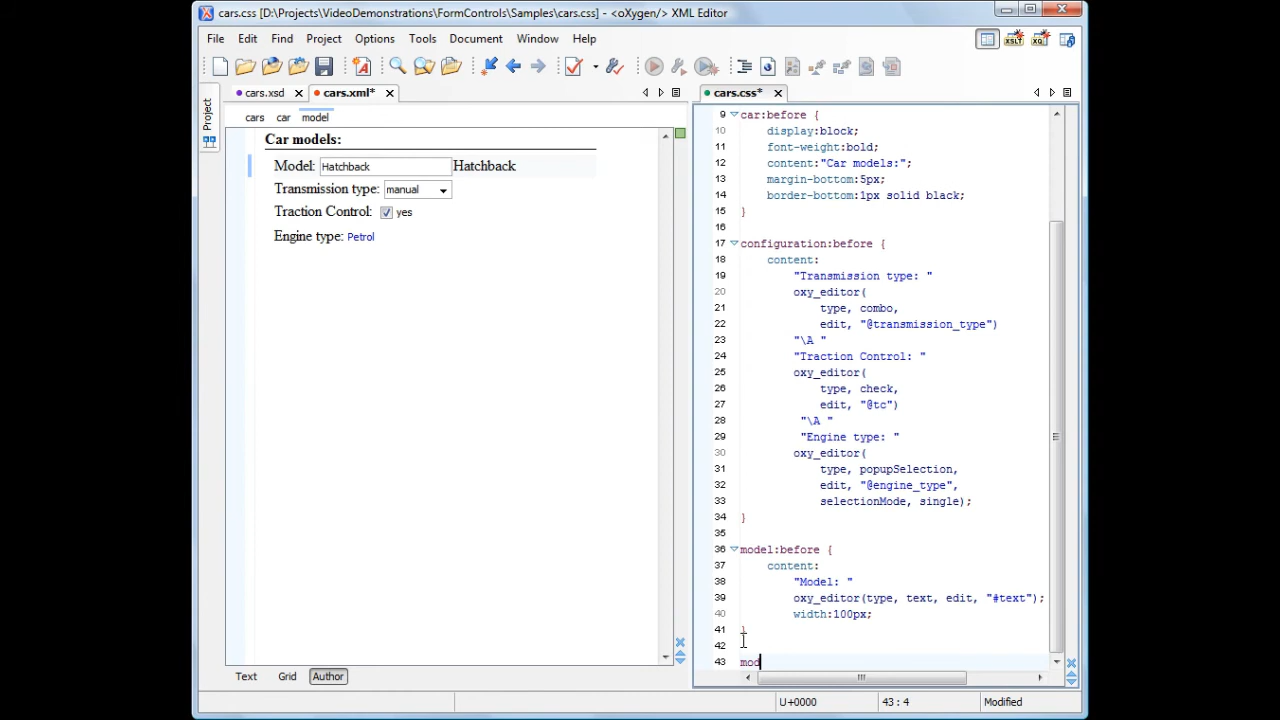 cars.css [D:\Projects\VideoDemonstrations\FormControls\Samples\cars.css] - <oXygen/> XML Editor
File Edit Find Project Options Tools Document Window Help
XSLT XQ
Project
cars.xsd cars.xml*
cars car model
Car models:
Model: Hatchback Hatchback
Transmission type: manual
Traction Control: yes
Engine type: Petrol
Text Grid Author
cars.css*
9 car:before {
10 display:block;
11 font-weight:bold;
12 content:"Car models:";
13 margin-bottom:5px;
14 border-bottom:1px solid black;
15 }
16
17 configuration:before {
18 content:
19 "Transmission type: "
20 oxy_editor(
21 type, combo,
22 edit, "@transmission_type")
23 "\A "
24 "Traction Control: "
25 oxy_editor(
26 type, check,
27 edit, "@tc")
28 "\A "
29 "Engine type: "
30 oxy_editor(
31 type, popupSelection,
32 edit, "@engine_type",
33 selectionMode, single);
34 }
35
36 model:before {
37 content:
38 "Model: "
39 oxy_editor(type, text, edit, "#text");
40 width:100px;
41 }
42
43 mod
U+0000 43 : 4 Modified